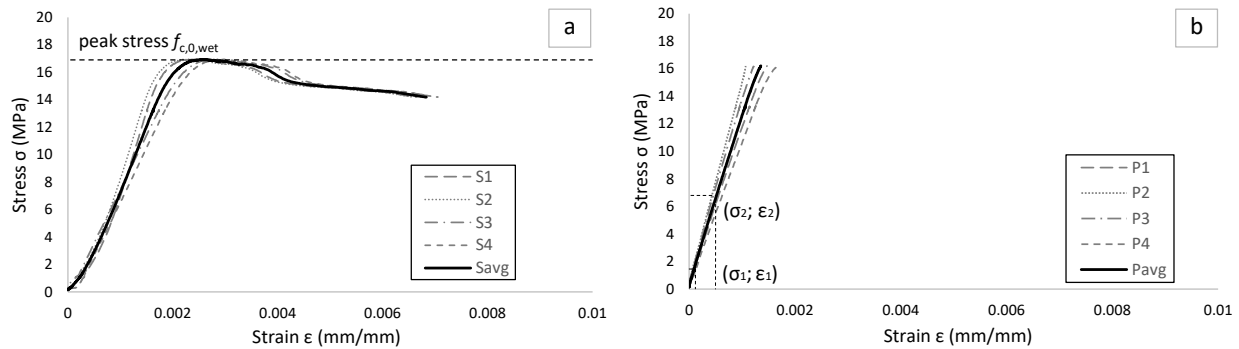 a
peak stress fc,0,wet
Stress σ (MPa)
20
18
16
14
12
10
8
6
4
2
0
S1
S2
S3
S4
Savg
0
0.002
0.004
0.006
0.008
0.01
Strain ε (mm/mm)
b
Stress σ (MPa)
20
18
16
14
12
10
8
6
4
2
0
(σ2; ε2)
(σ1; ε1)
P1
P2
P3
P4
Pavg
0
0.002
0.004
0.006
0.008
0.01
Strain ε (mm/mm)